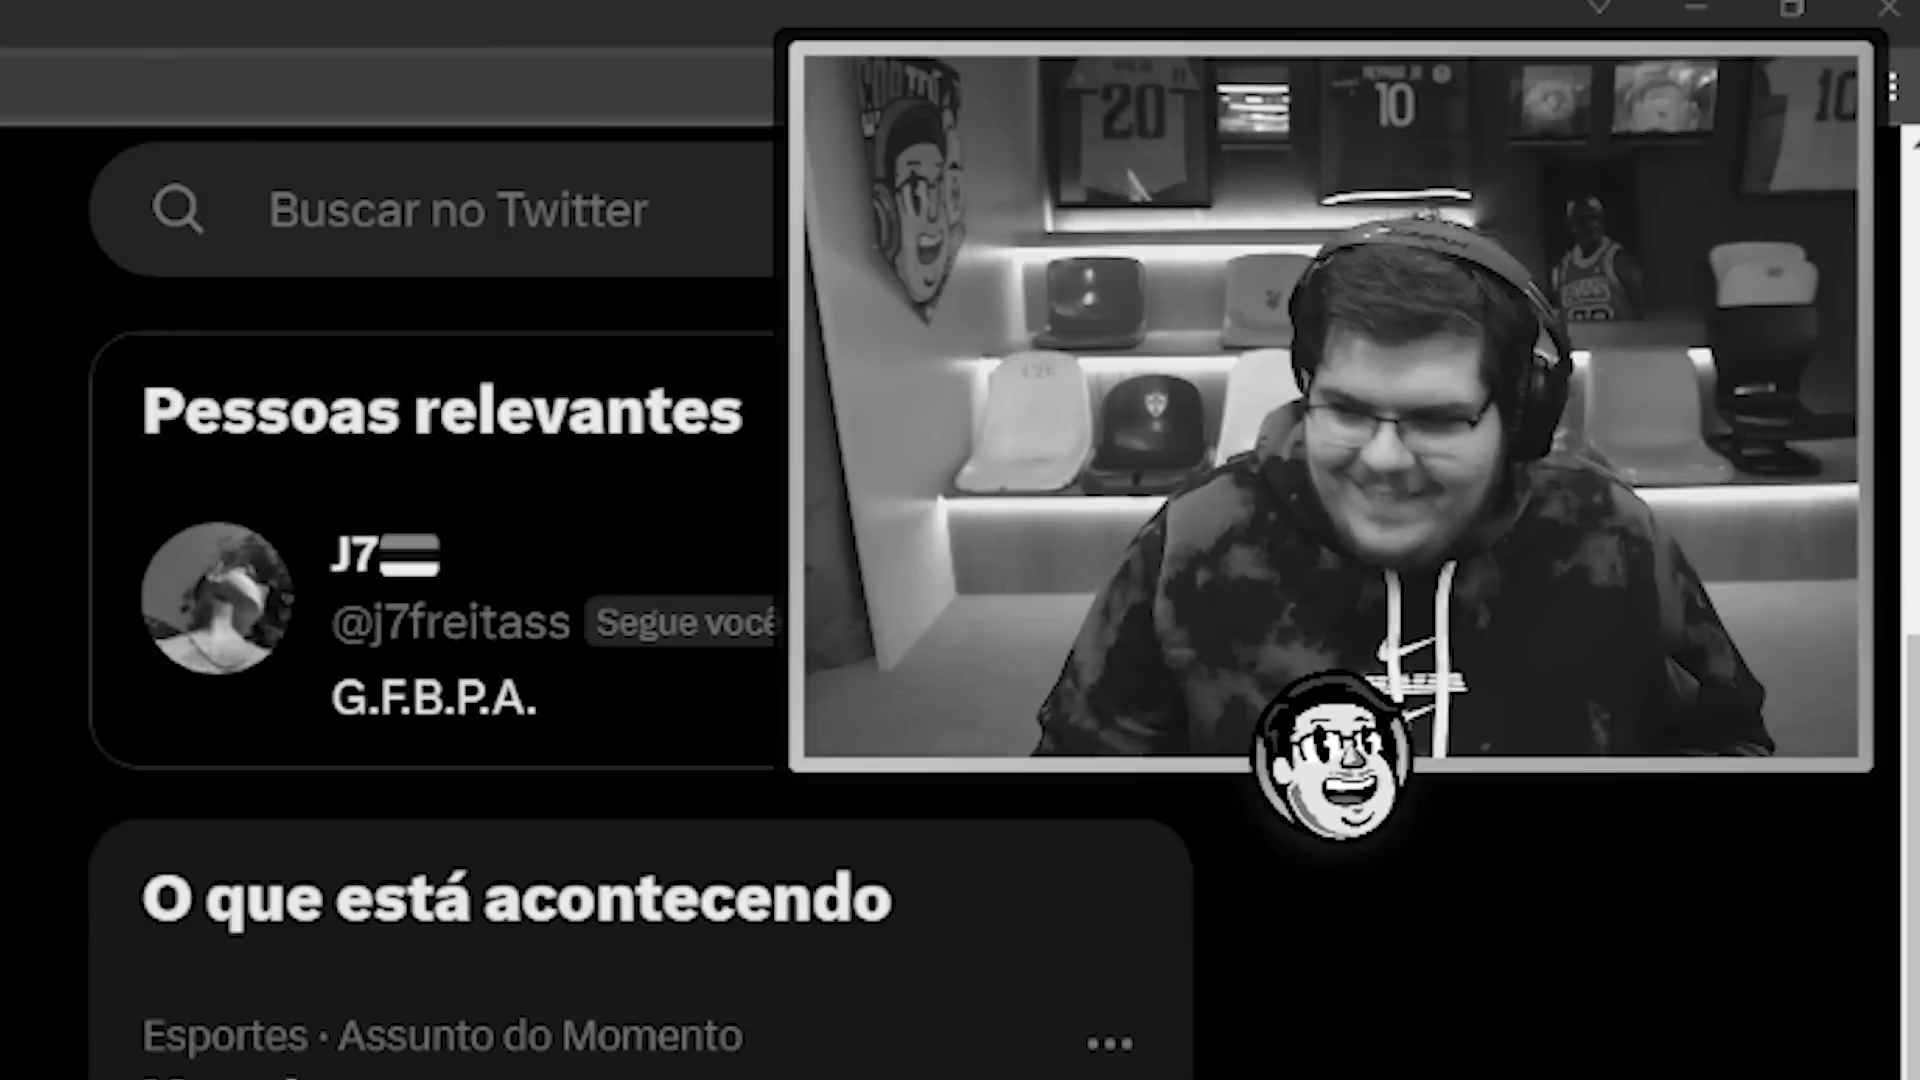 Buscar no Twitter
Pessoas relevantes
J7
@j7freitass Segue você
G.F.B.P.A.
O que está acontecendo
Esportes · Assunto do Momento
20
10
10